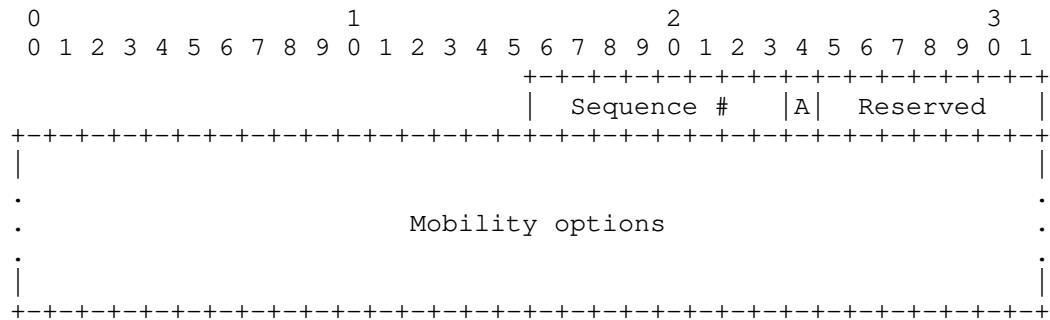 0                   1                   2                   3
 0 1 2 3 4 5 6 7 8 9 0 1 2 3 4 5 6 7 8 9 0 1 2 3 4 5 6 7 8 9 0 1
                                +-+-+-+-+-+-+-+-+-+-+-+-+-+-+-+-+
                                |  Sequence #   |A|  Reserved   |
+-+-+-+-+-+-+-+-+-+-+-+-+-+-+-+-+-+-+-+-+-+-+-+-+-+-+-+-+-+-+-+-+
|                                                               |
.                                                               .
.                        Mobility options                       .
.                                                               .
|                                                               |
+-+-+-+-+-+-+-+-+-+-+-+-+-+-+-+-+-+-+-+-+-+-+-+-+-+-+-+-+-+-+-+-+